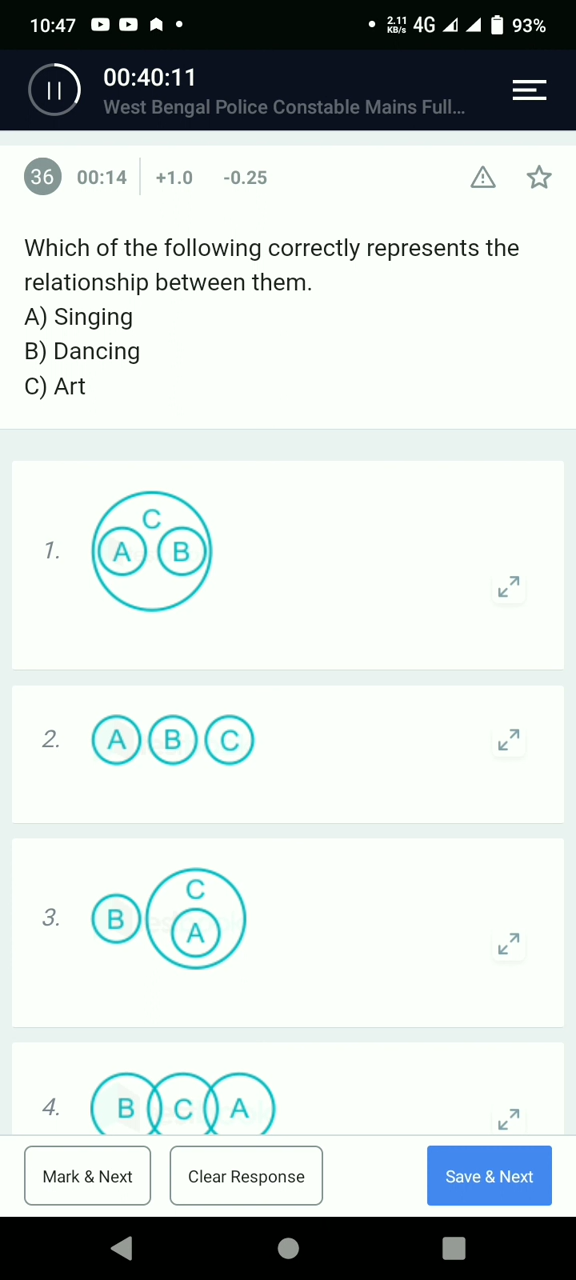 10:47
2.11 KB/s 4G 93%
00:40:11
West Bengal Police Constable Mains Full...
36 00:14 +1.0 -0.25
Which of the following correctly represents the
relationship between them.
A) Singing
B) Dancing
C) Art
1.
C
A B
2. A B C
3.
C
B
A
4. B C A
Mark & Next Clear Response Save & Next